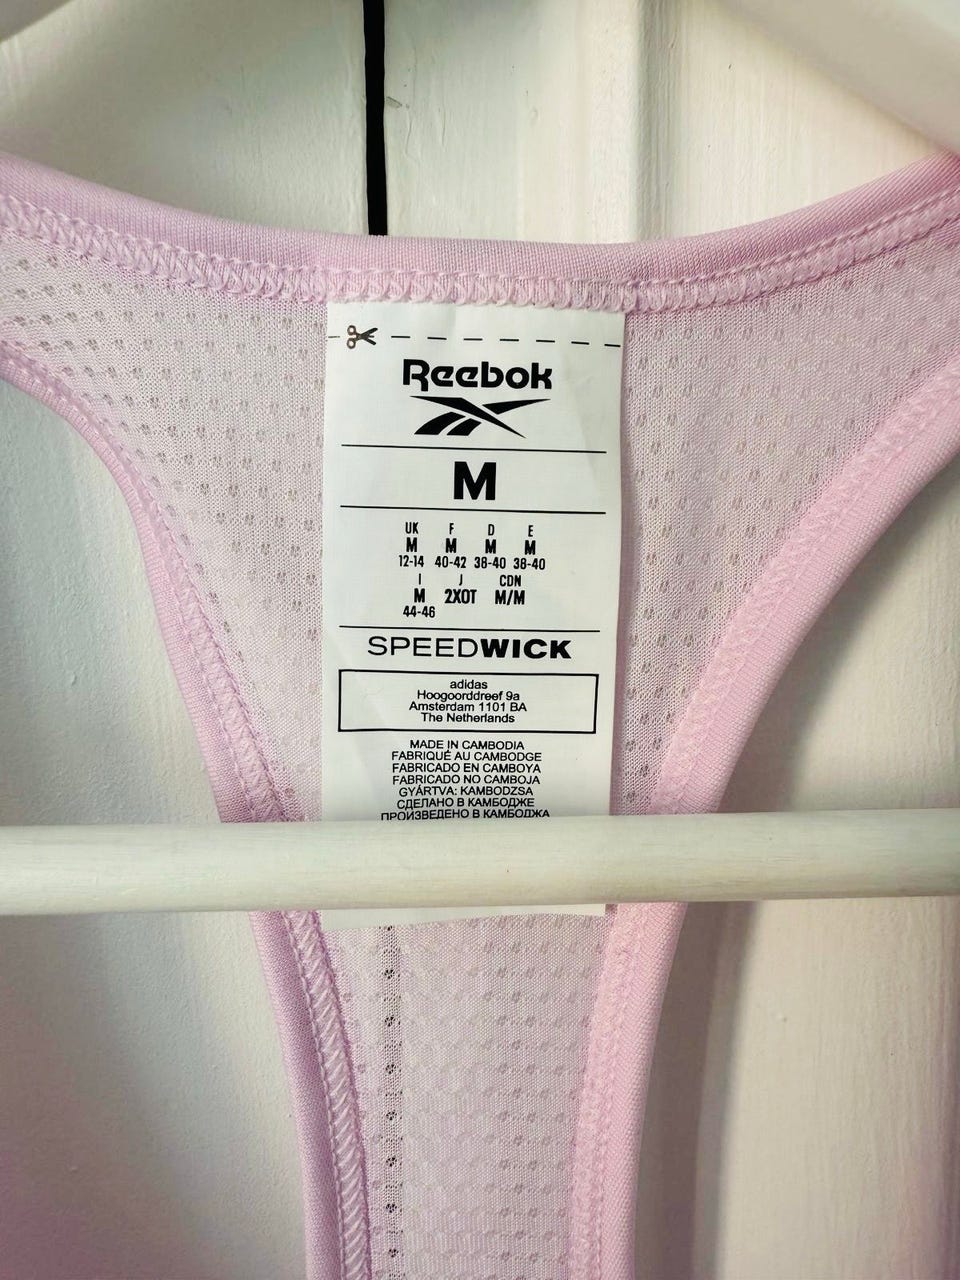 Reebok
M
UK F D E
M M M M
12-14 40-42 38-40 38-40
I J CDN
M 2XOT M/M
44-46
SPEEDWICK
adidas
Hoogoorddreef 9a
Amsterdam 1101 BA
The Netherlands
MADE IN CAMBODIA
FABRIQUÉ AU CAMBODGE
FABRICADO EN CAMBOYA
FABRICADO NO CAMBOJA
GYÁRTVA: KAMBODZSA
СДЕЛАНО В КАМБОДЖЕ
ПРОИЗВЕДЕНО В КАМБОДЖА